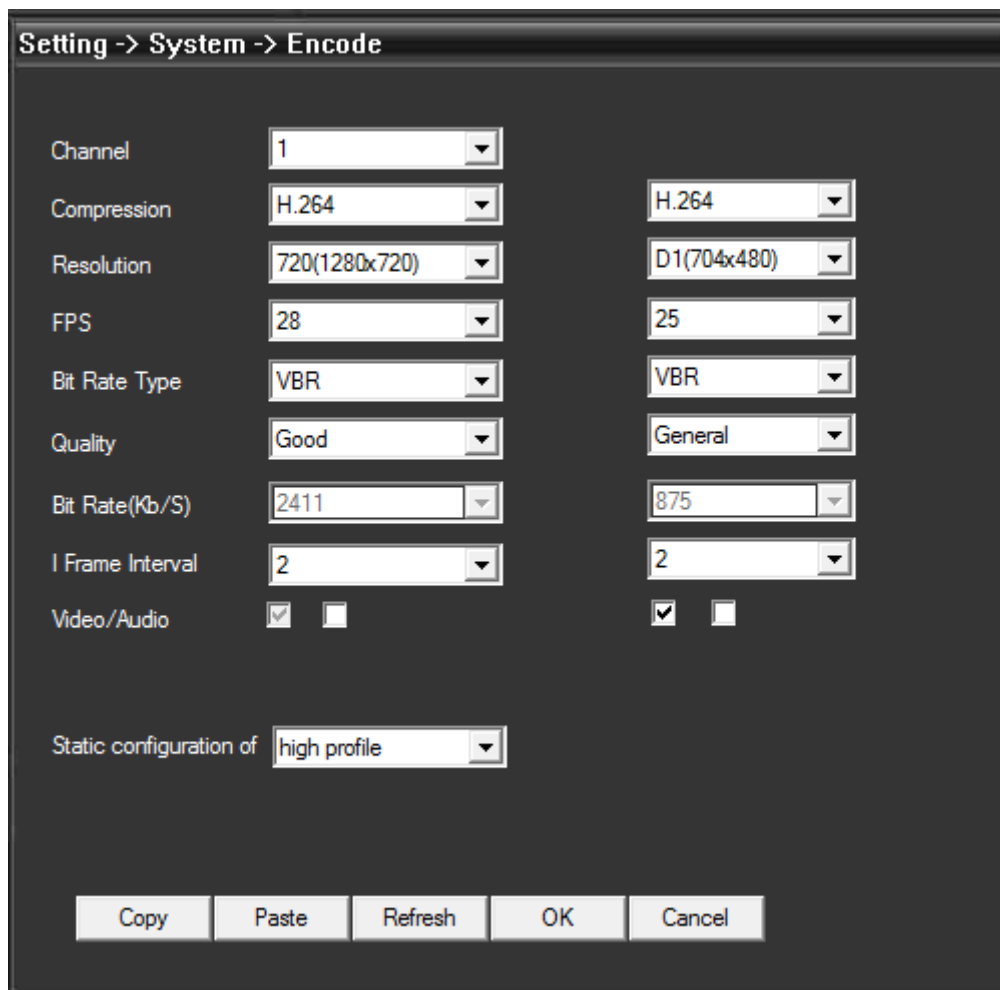 Setting -> System -> Encode
Channel 1
Compression H.264 H.264
Resolution 720(1280x720) D1(704x480)
FPS 28 25
Bit Rate Type VBR VBR
Quality Good General
Bit Rate(Kb/S) 2411 875
I Frame Interval 2 2
Video/Audio
Static configuration of high profile
Copy Paste Refresh OK Cancel